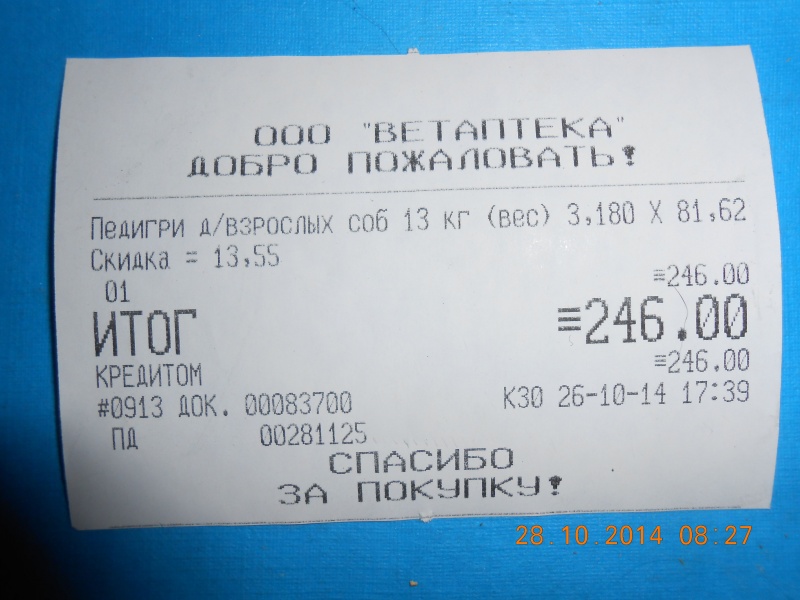 ООО "ВЕТАПТЕКА"
ДОБРО ПОЖАЛОВАТЬ!
Педигри д/взрослых соб 13 кг (вес) 3,180 X 81,62
Скидка = 13,55
≡246.00
01
ИТОГ ≡246.00
КРЕДИТОМ ≡246.00
#0913 ДОК. 00083700 К30 26-10-14 17:39
ПД 00281125
СПАСИБО
ЗА ПОКУПКУ!
28.10.2014 08:27